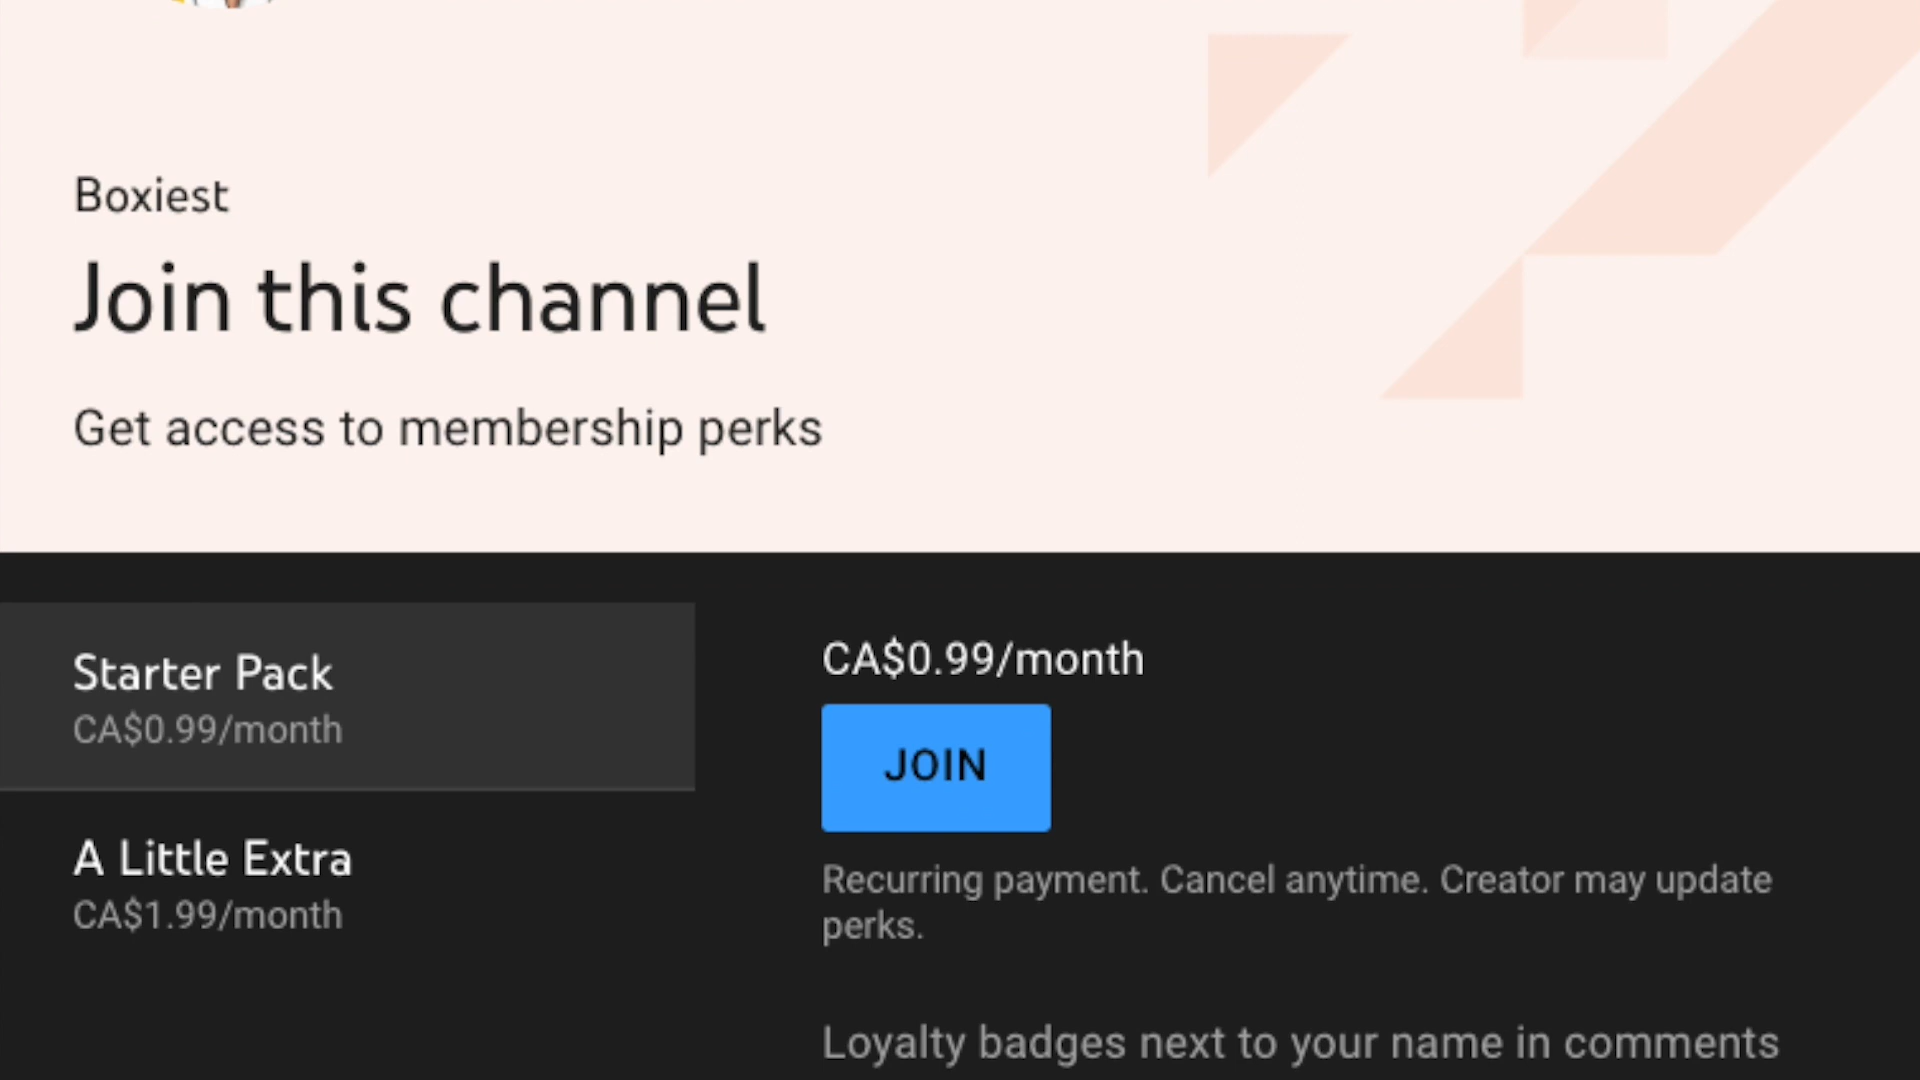 Boxiest
Join this channel
Get access to membership perks
Starter Pack
CA$0.99/month
A Little Extra
CA$1.99/month
CA$0.99/month
JOIN
Recurring payment. Cancel anytime. Creator may update
perks.
Loyalty badges next to your name in comments